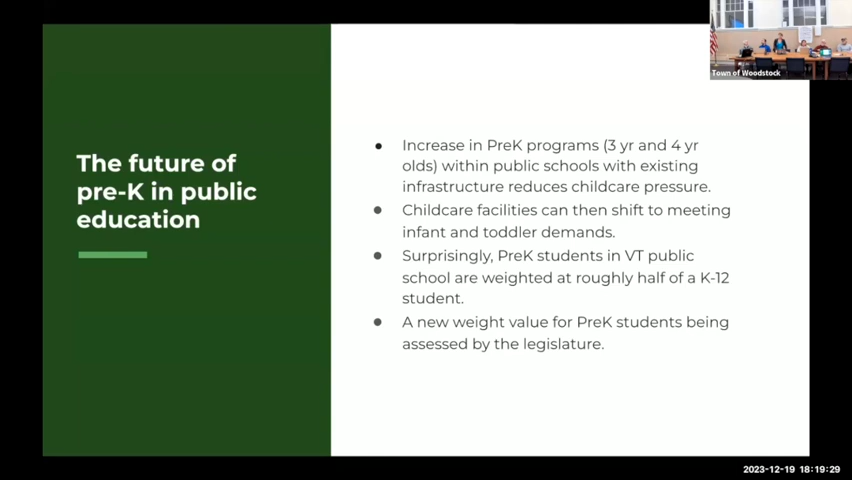 Town of Woodstock
The future of
pre-K in public
education
• Increase in PreK programs (3 yr and 4 yr
olds) within public schools with existing
infrastructure reduces childcare pressure.
• Childcare facilities can then shift to meeting
infant and toddler demands.
• Surprisingly, PreK students in VT public
school are weighted at roughly half of a K-12
student.
• A new weight value for PreK students being
assessed by the legislature.
2023-12-19 18:19:29